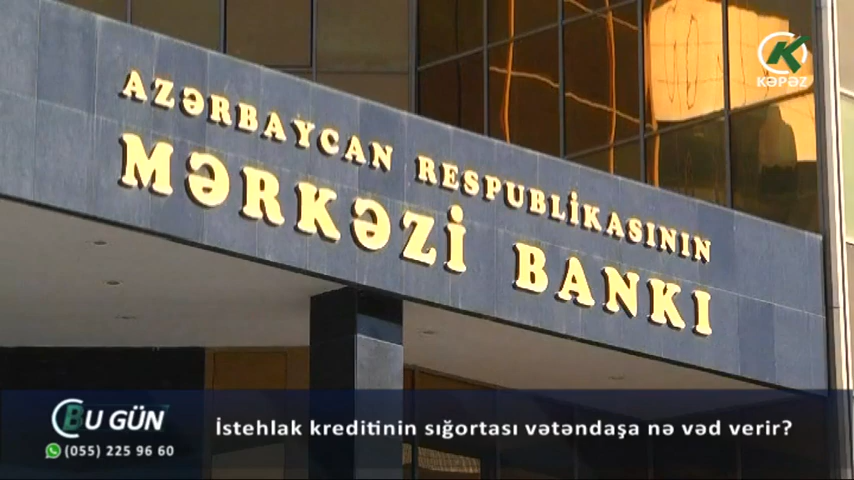 K
KƏPƏZ
AZƏRBAYCAN RESPUBLİKASININ
MƏRKƏZİ BANKI
BU GÜN
(055) 225 96 60
İstehlak kreditinin sığortası vətəndaşa nə vəd verir?